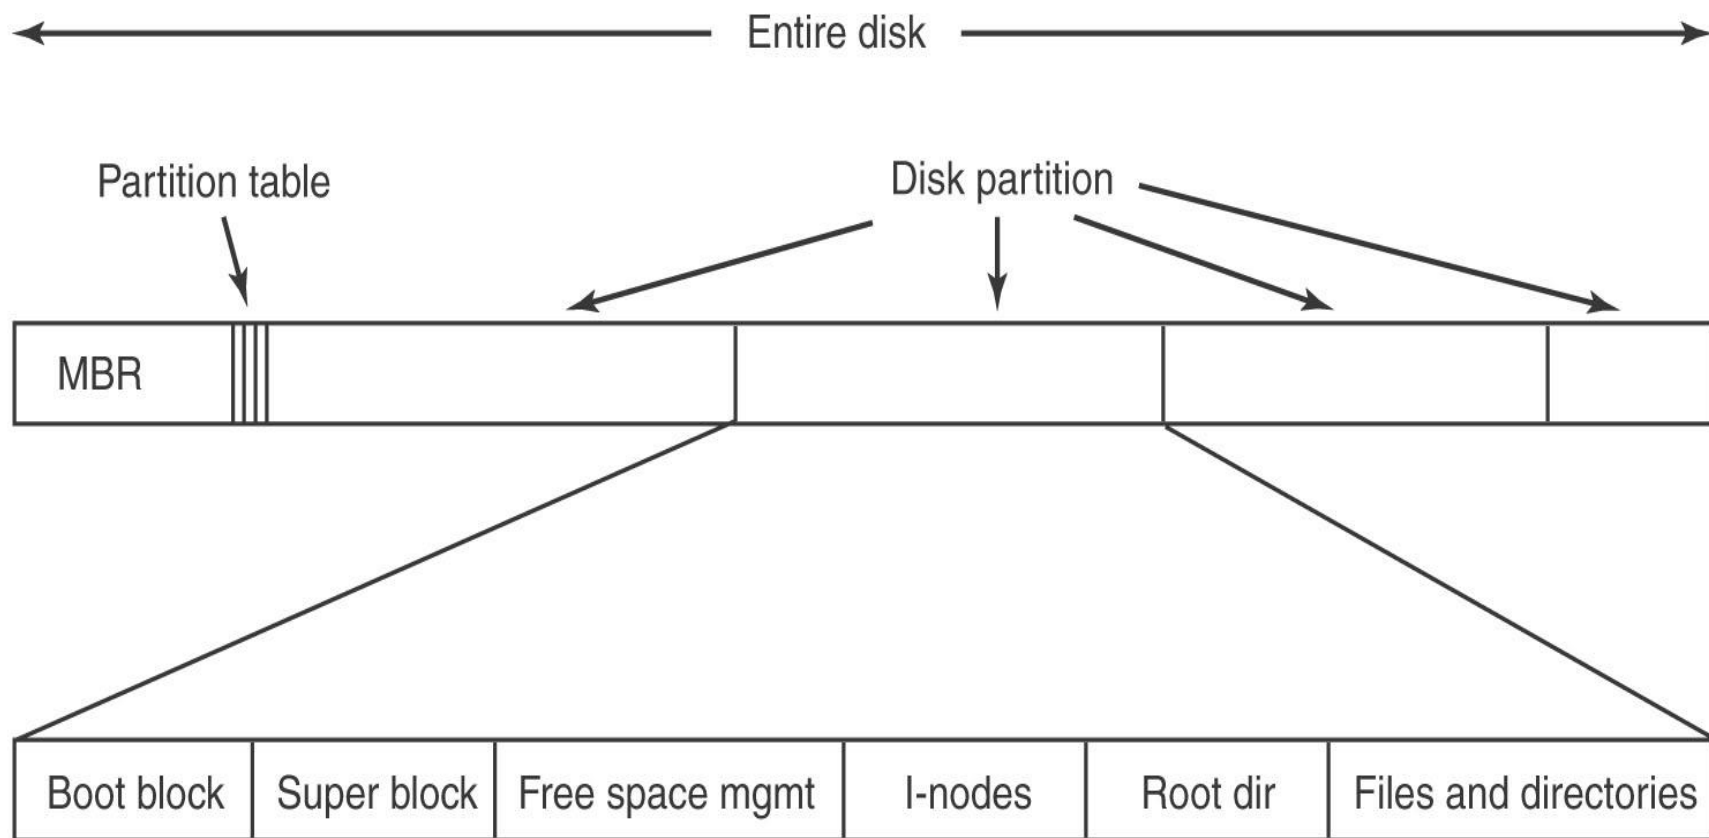 Entire disk
Partition table
Disk partition
MBR
Boot block
Super block
Free space mgmt
I-nodes
Root dir
Files and directories